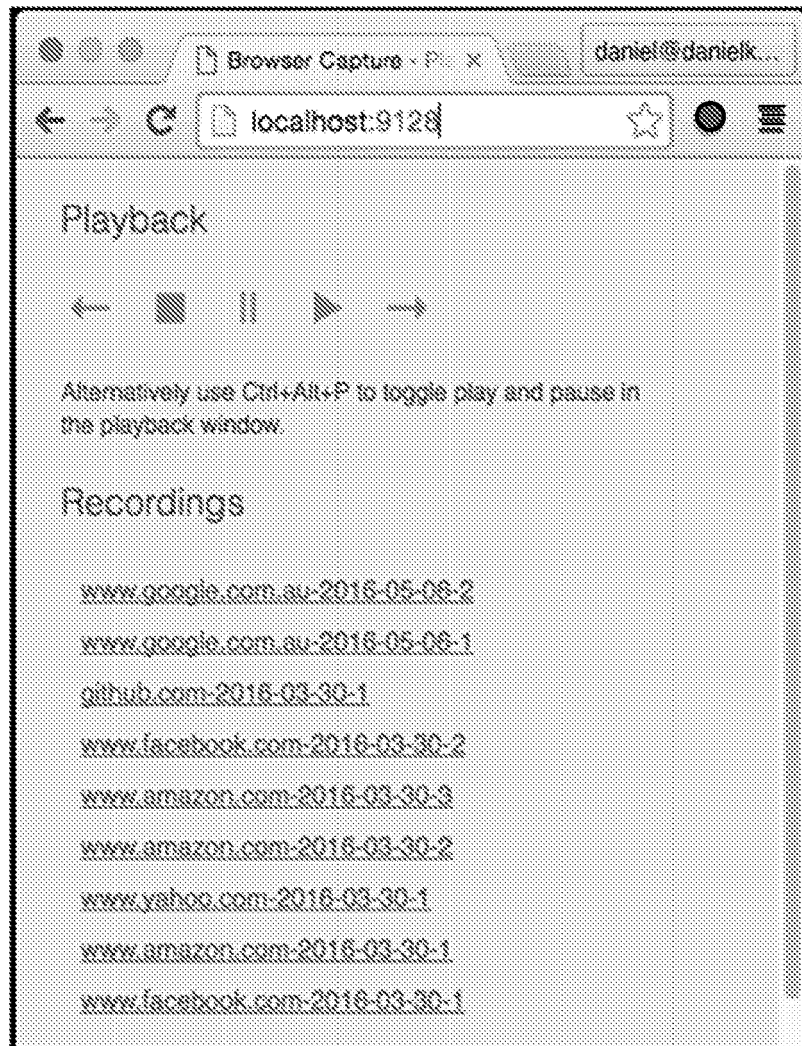 Browser Capture - Pl
daniel@danielk...
localhost:9128
Playback
Alternatively use Ctrl+Alt+P to toggle play and pause in
the playback window.
Recordings
www.google.com.au-2016-05-06-2
www.google.com.au-2016-05-06-1
github.com-2016-03-30-1
www.facebook.com-2016-03-30-2
www.amazon.com-2016-03-30-3
www.amazon.com-2016-03-30-2
www.yahoo.com-2016-03-30-1
www.amazon.com-2016-03-30-1
www.facebook.com-2016-03-30-1